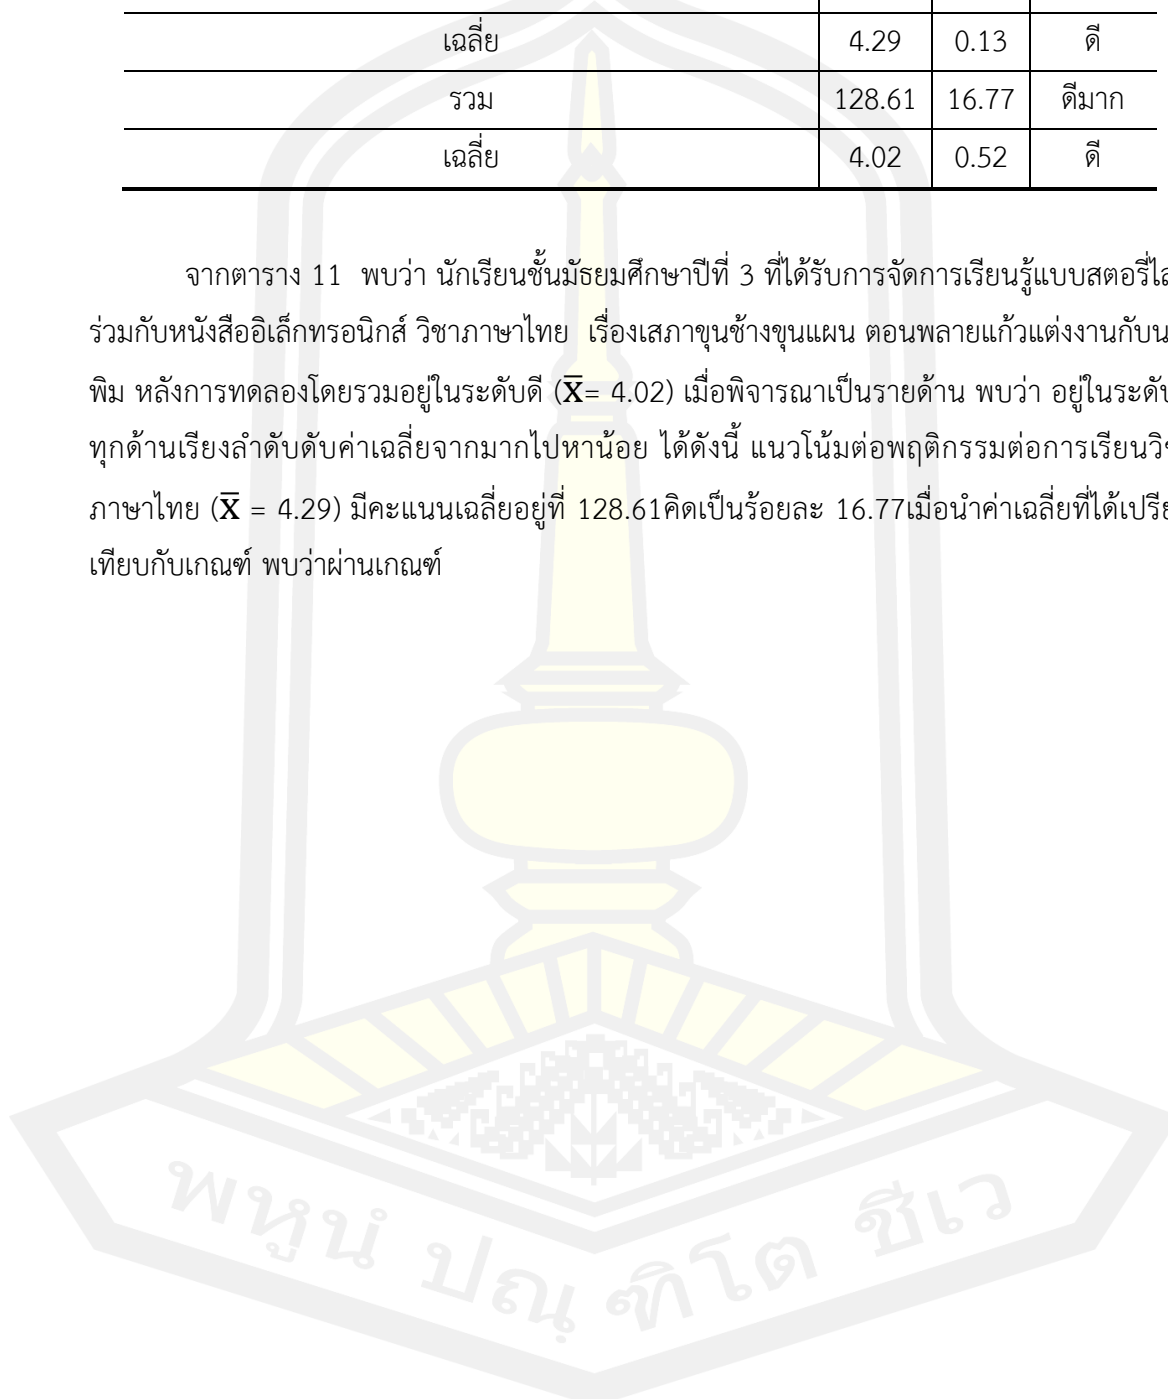 เฉลี่ย 4.29 0.13 ดี
รวม 128.61 16.77 ดีมาก
เฉลี่ย 4.02 0.52 ดี
จากตาราง 11 พบว่า นักเรียนชั้นมัธยมศึกษาปีที่ 3 ที่ได้รับการจัดการเรียนรู้แบบสตอรี่ไล
ร่วมกับหนังสืออิเล็กทรอนิกส์ วิชาภาษาไทย เรื่องเสภาขุนช้างขุนแผน ตอนพลายแก้วแต่งงานกับน
พิม หลังการทดลองโดยรวมอยู่ในระดับดี (X̅= 4.02) เมื่อพิจารณาเป็นรายด้าน พบว่า อยู่ในระดับ
ทุกด้านเรียงลำดับดับค่าเฉลี่ยจากมากไปหาน้อย ได้ดังนี้ แนวโน้มต่อพฤติกรรมต่อการเรียนวิช
ภาษาไทย (X̅ = 4.29) มีคะแนนเฉลี่ยอยู่ที่ 128.61คิดเป็นร้อยละ 16.77เมื่อนำค่าเฉลี่ยที่ได้เปรีย
เทียบกับเกณฑ์ พบว่าผ่านเกณฑ์
พหูนํ ปณฺฑิโต ชีเว